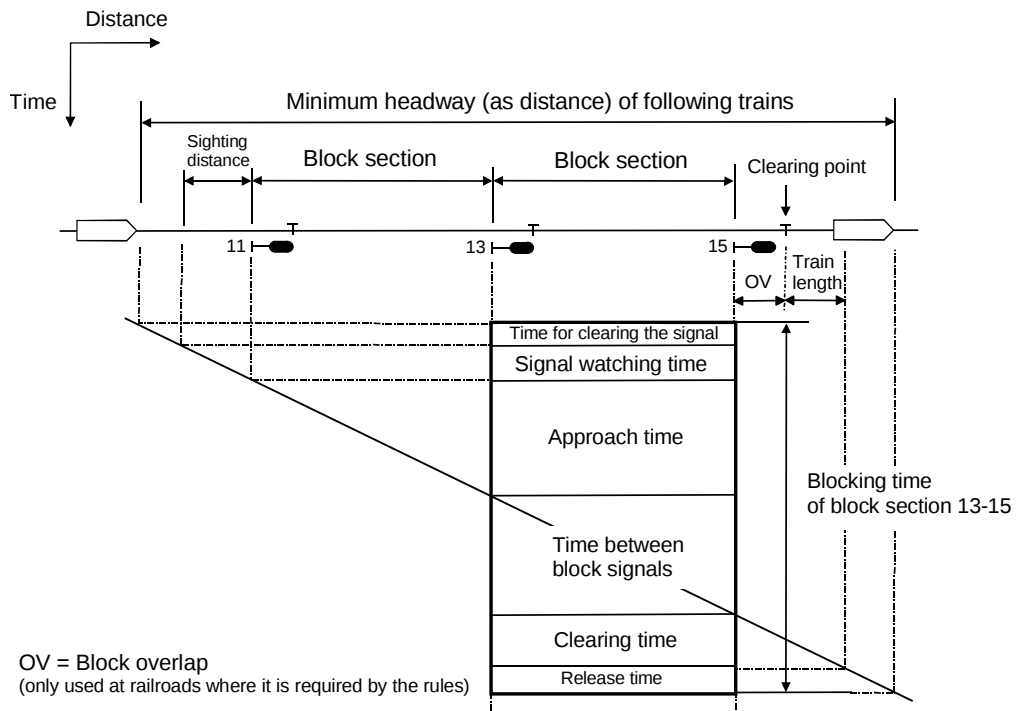 Distance
Time
Minimum headway (as distance) of following trains
Sighting
distance
Block section
Block section
Clearing point
11
13
15
OV
Train
length
Time for clearing the signal
Signal watching time
Approach time
Blocking time
of block section 13-15
Time between
block signals
Clearing time
Release time
OV = Block overlap
(only used at railroads where it is required by the rules)